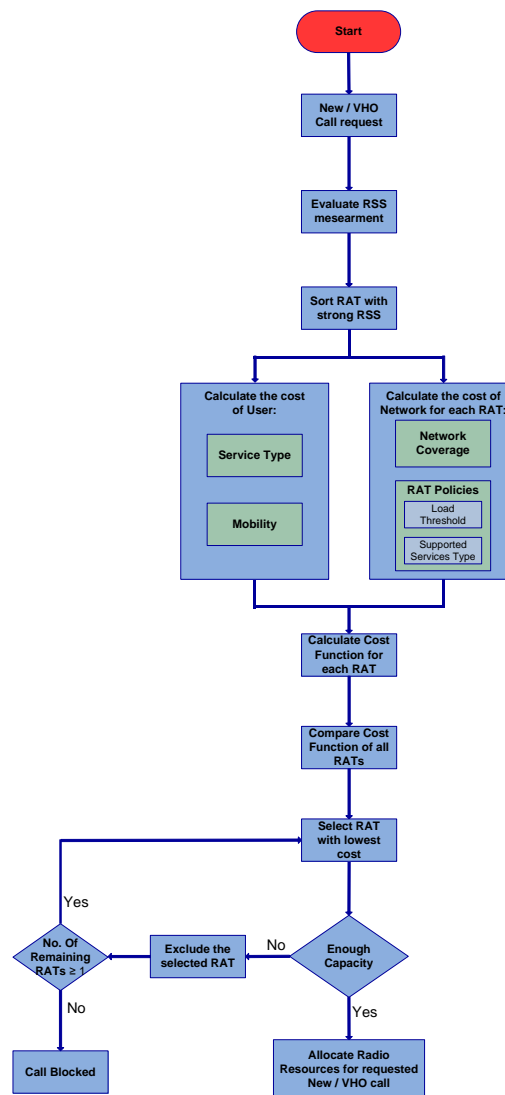 Start
New / VHO
Call request
Evaluate RSS
mesearment
Sort RAT with
strong RSS
Calculate the cost
of User:
Service Type
Mobility
Calculate the cost of
Network for each RAT:
Network
Coverage
RAT Policies
Load
Threshold
Supported
Services Type
Calculate Cost
Function for
each RAT
Compare Cost
Function of all
RATs
Select RAT
with lowest
cost
Enough
Capacity
No
Exclude the
selected RAT
No. Of
Remaining
RATs ≥ 1
Yes
No
Call Blocked
Yes
Allocate Radio
Resources for requested
New / VHO call